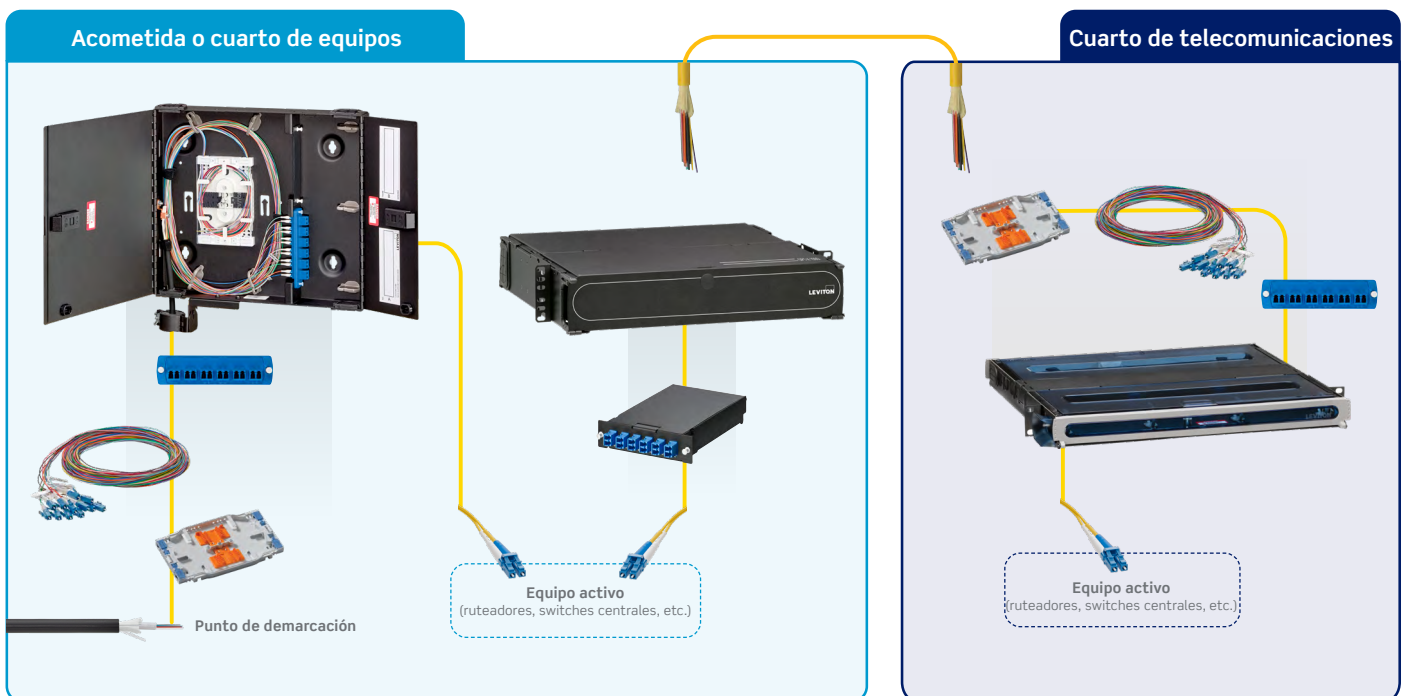 Acometida o cuarto de equipos
Cuarto de telecomunicaciones
LEVITON
LEVITON
Equipo activo
(ruteadores, switches centrales, etc.)
Equipo activo
(ruteadores, switches centrales, etc.)
Punto de demarcación